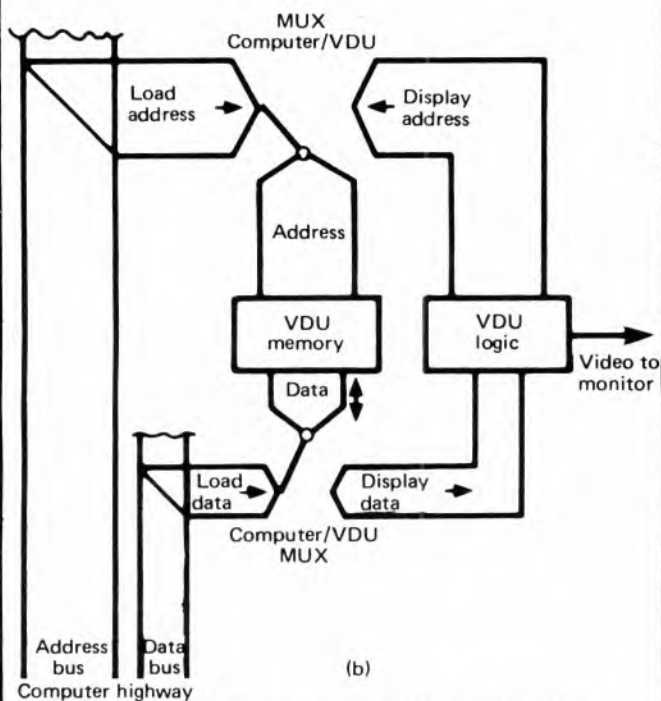 MUX
Computer/VDU
Load
address
Display
address
Address
VDU
memory
VDU
logic
Video to
monitor
Data
Load
data
Display
data
Computer/VDU
MUX
Address
bus
Data
bus
Computer highway
(b)